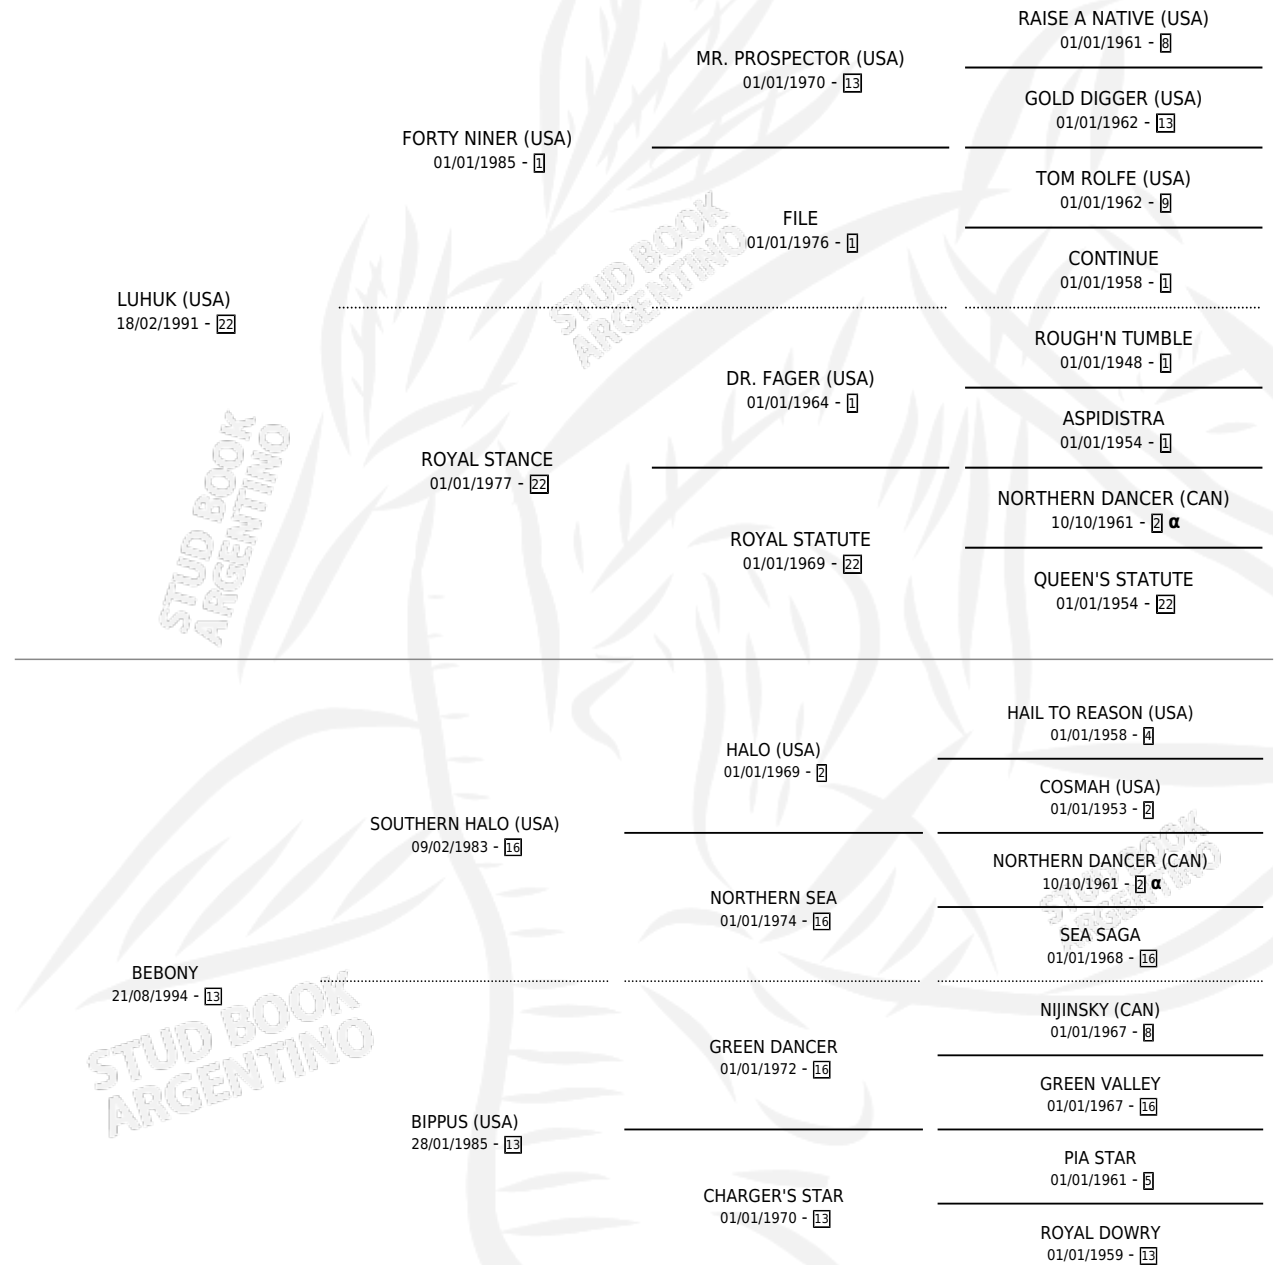 RAISE A NATIVE (USA)
01/01/1961 - 8
MR. PROSPECTOR (USA)
01/01/1970 - 13
GOLD DIGGER (USA)
01/01/1962 - 13
FORTY NINER (USA)
01/01/1985 - 1
TOM ROLFE (USA)
01/01/1962 - 9
FILE
01/01/1976 - 1
CONTINUE
01/01/1958 - 1
LUHUK (USA)
18/02/1991 - 22
ROUGH'N TUMBLE
01/01/1948 - 1
DR. FAGER (USA)
01/01/1964 - 1
ASPIDISTRA
01/01/1954 - 1
ROYAL STANCE
01/01/1977 - 22
NORTHERN DANCER (CAN)
10/10/1961 - 2 α
ROYAL STATUTE
01/01/1969 - 22
QUEEN'S STATUTE
01/01/1954 - 22
HAIL TO REASON (USA)
01/01/1958 - 4
HALO (USA)
01/01/1969 - 2
COSMAH (USA)
01/01/1953 - 2
SOUTHERN HALO (USA)
09/02/1983 - 16
NORTHERN DANCER (CAN)
10/10/1961 - 2 α
NORTHERN SEA
01/01/1974 - 16
SEA SAGA
01/01/1968 - 16
BEBONY
21/08/1994 - 13
NIJINSKY (CAN)
01/01/1967 - 8
GREEN DANCER
01/01/1972 - 16
GREEN VALLEY
01/01/1967 - 16
BIPPUS (USA)
28/01/1985 - 13
PIA STAR
01/01/1961 - 5
CHARGER'S STAR
01/01/1970 - 13
ROYAL DOWRY
01/01/1959 - 13
STUD BOOK
ARGENTINO
STUD BOOK
ARGENTINO
STUD BOOK
ARGENTINO
STUD BOOK
ARGENTINO